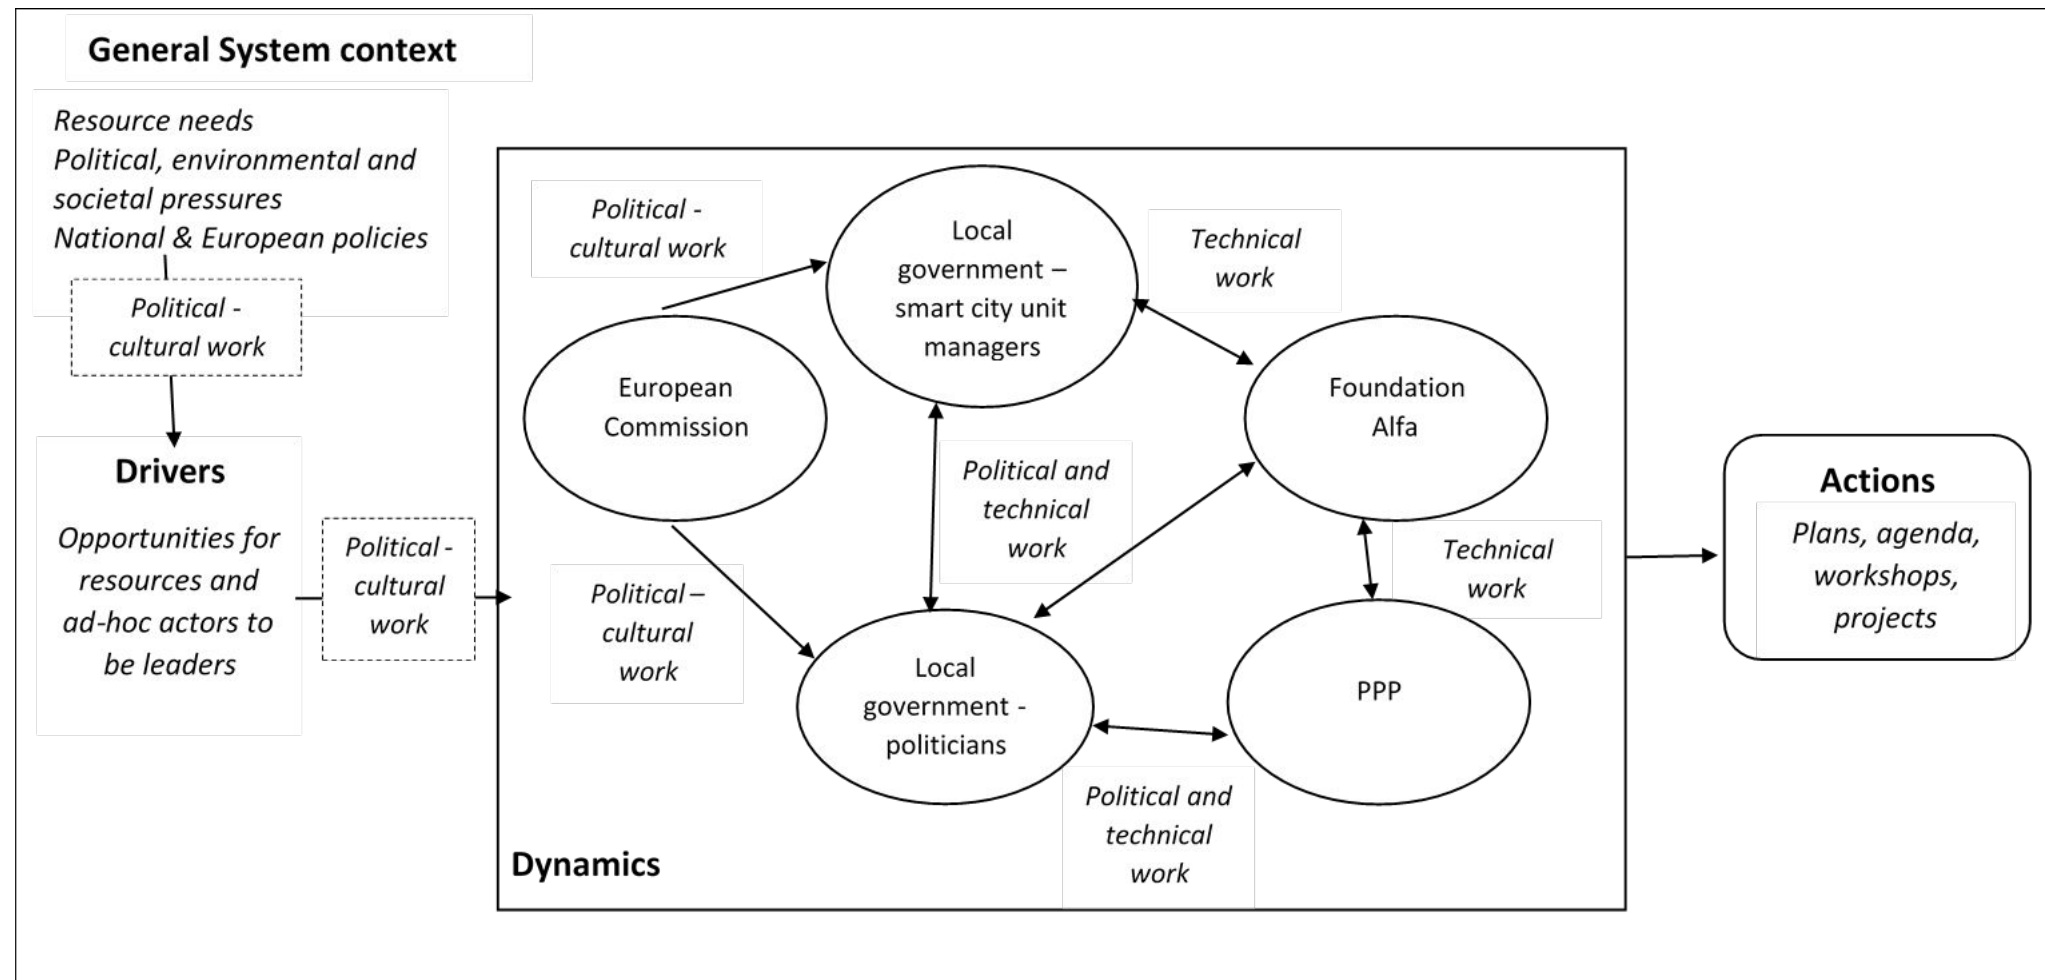 General System context
Resource needs
Political, environmental and
societal pressures
National & European policies
Political -
cultural work
Drivers
Opportunities for
resources and
ad-hoc actors to
be leaders
Political -
cultural
work
Political -
cultural work
Local
government –
smart city unit
managers
Technical
work
European
Commission
Foundation
Alfa
Political and
technical
work
Political –
cultural
work
Technical
work
Local
government -
politicians
PPP
Political and
technical
work
Dynamics
Actions
Plans, agenda,
workshops,
projects